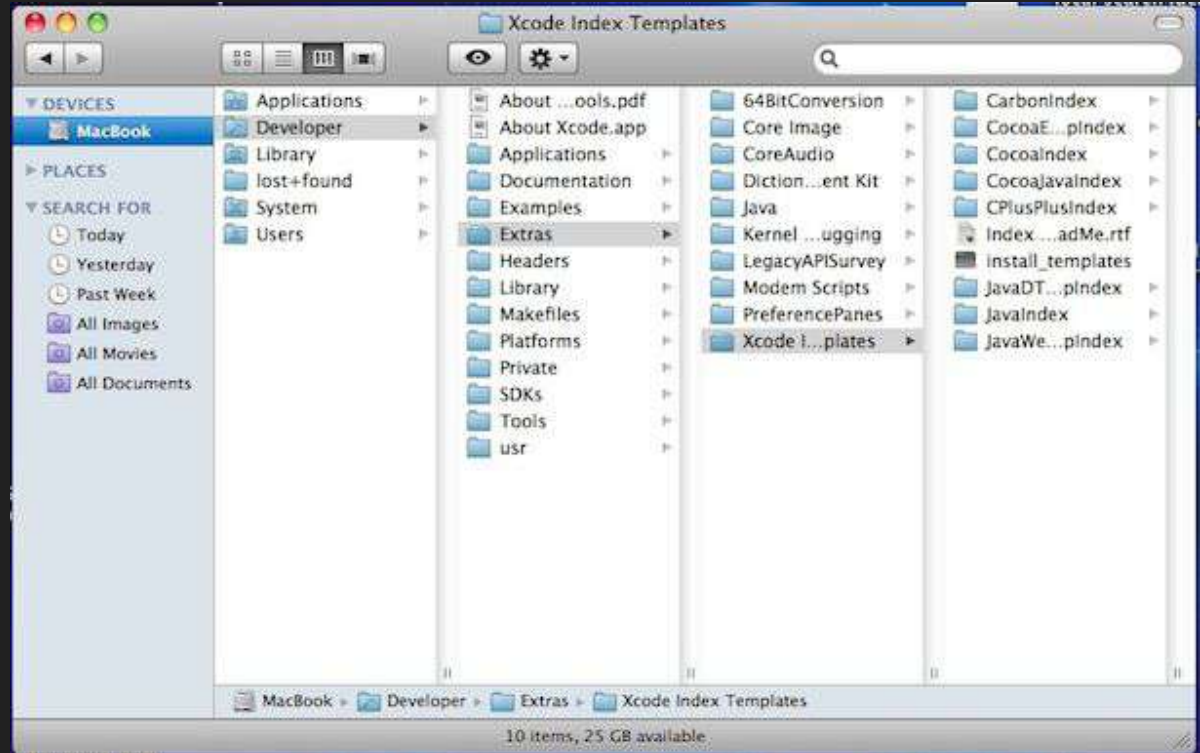 Xcode Index Templates
DEVICES
MacBook
PLACES
SEARCH FOR
Today
Yesterday
Past Week
All Images
All Movies
All Documents
Applications
Developer
Library
lost+found
System
Users
About ...ools.pdf
About Xcode.app
Applications
Documentation
Examples
Extras
Headers
Library
Makefiles
Platforms
Private
SDKs
Tools
usr
64BitConversion
Core Image
CoreAudio
Diction...ent Kit
Java
Kernel ...ugging
LegacyAPISurvey
Modem Scripts
PreferencePanes
Xcode I...plates
CarbonIndex
CocoaE...pIndex
CocoaIndex
CocoaJavaIndex
CPlusPlusIndex
Index ...adMe.rtf
install_templates
JavaDT...pIndex
JavaIndex
JavaWe...pIndex
MacBook Developer Extras Xcode Index Templates
10 items, 25 GB available